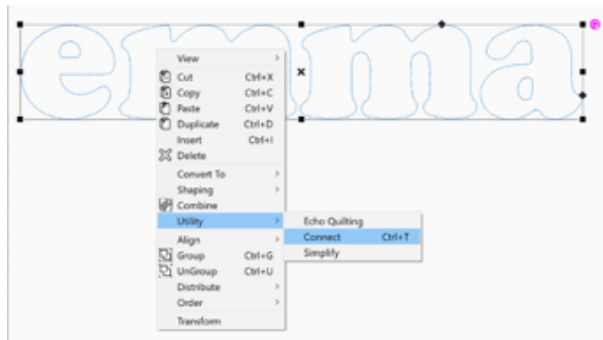 emma
View
Cut Ctrl+X
Copy Ctrl+C
Paste Ctrl+V
Duplicate Ctrl+D
Insert Ctrl+I
Delete
Convert To
Shaping
Combine
Utility
Echo Quilting
Connect Ctrl+T
Simplify
Align
Group Ctrl+G
UnGroup Ctrl+U
Distribute
Order
Transform